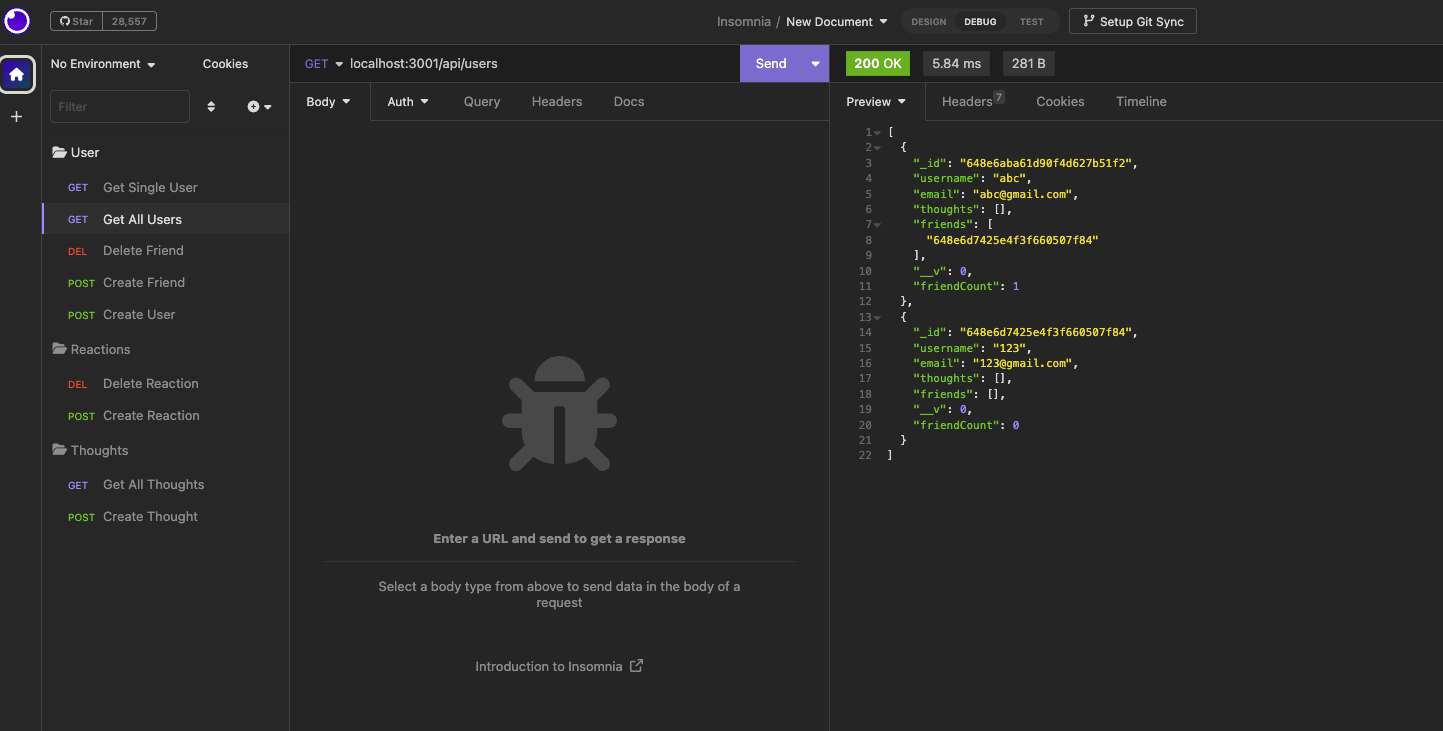 Star 28,557
Insomnia / New Document
DESIGN DEBUG TEST
Setup Git Sync
No Environment
Cookies
Filter
User
GET Get Single User
GET Get All Users
DEL Delete Friend
POST Create Friend
POST Create User
Reactions
DEL Delete Reaction
POST Create Reaction
Thoughts
GET Get All Thoughts
POST Create Thought
GET localhost:3001/api/users
Send
Body Auth Query Headers Docs
Enter a URL and send to get a response
Select a body type from above to send data in the body of a
request
Introduction to Insomnia
200 OK 5.84 ms 281 B
Preview Headers 7 Cookies Timeline
1 [
2 {
3 "_id": "648e6aba61d90f4d627b51f2",
4 "username": "abc",
5 "email": "abc@gmail.com",
6 "thoughts": [],
7 "friends": [
8 "648e6d7425e4f3f660507f84"
9 ],
10 "__v": 0,
11 "friendCount": 1
12 },
13 {
14 "_id": "648e6d7425e4f3f660507f84",
15 "username": "123",
16 "email": "123@gmail.com",
17 "thoughts": [],
18 "friends": [],
19 "__v": 0,
20 "friendCount": 0
21 }
22 ]